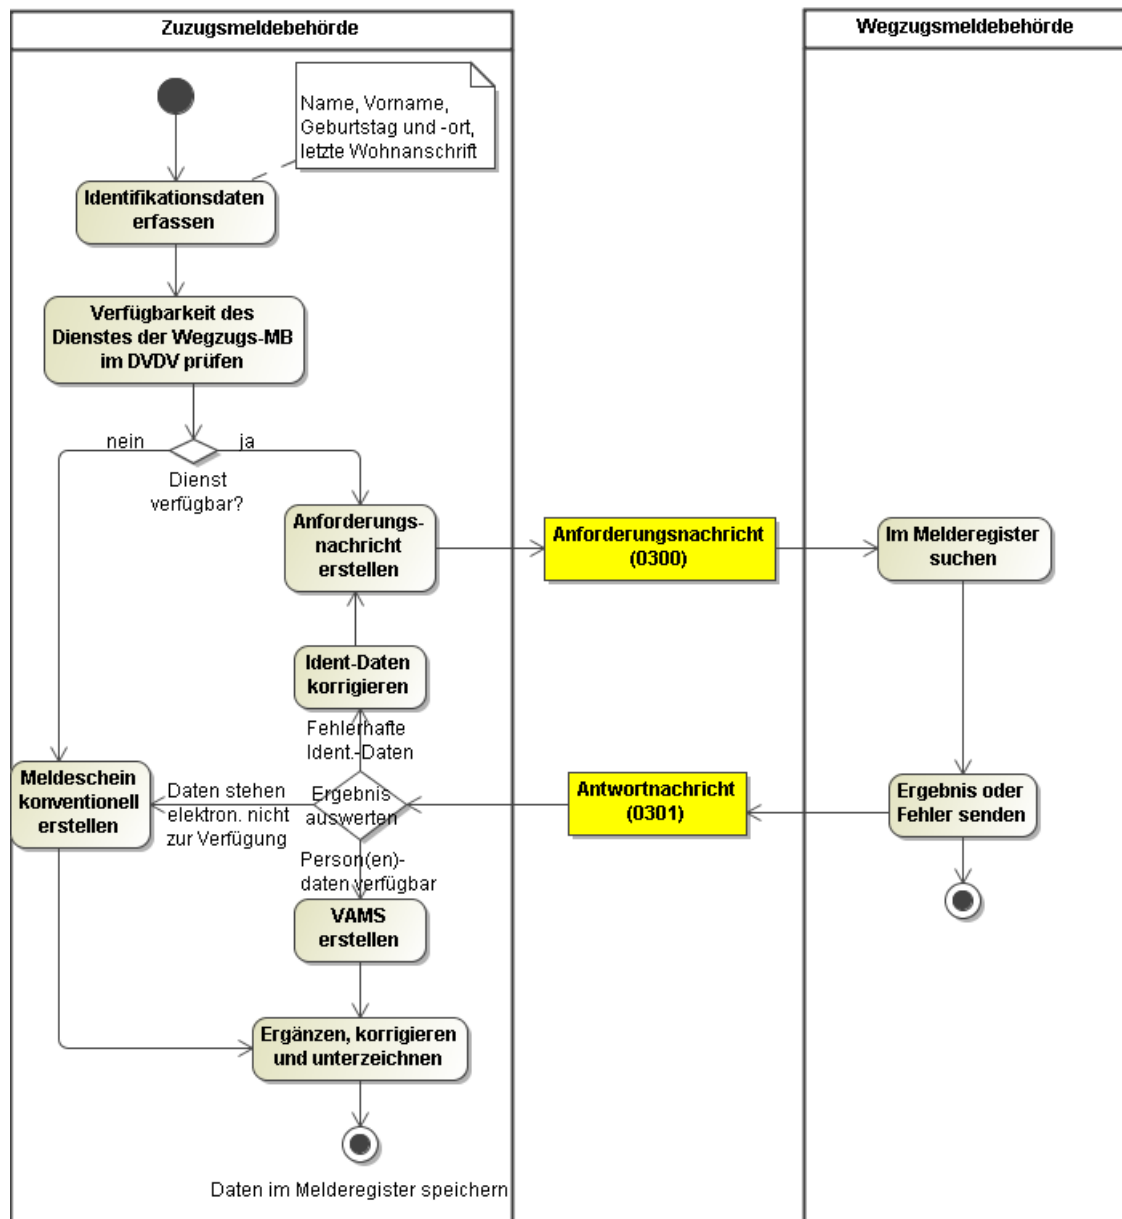 Zuzugsmeldebehörde
Wegzugsmeldebehörde
Name, Vorname,
Geburtstag und -ort,
letzte Wohnanschrift
Identifikationsdaten
erfassen
Verfügbarkeit des
Dienstes der Wegzugs-MB
im DVDV prüfen
nein
ja
Dienst
verfügbar?
Anforderungs-
nachricht
erstellen
Anforderungsnachricht
(0300)
Im Melderegister
suchen
Ident-Daten
korrigieren
Fehlerhafte
Ident.-Daten
Meldeschein
konventionell
erstellen
Daten stehen
elektron. nicht
zur Verfügung
Ergebnis
auswerten
Antwortnachricht
(0301)
Ergebnis oder
Fehler senden
Person(en)-
daten verfügbar
VAMS
erstellen
Ergänzen, korrigieren
und unterzeichnen
Daten im Melderegister speichern